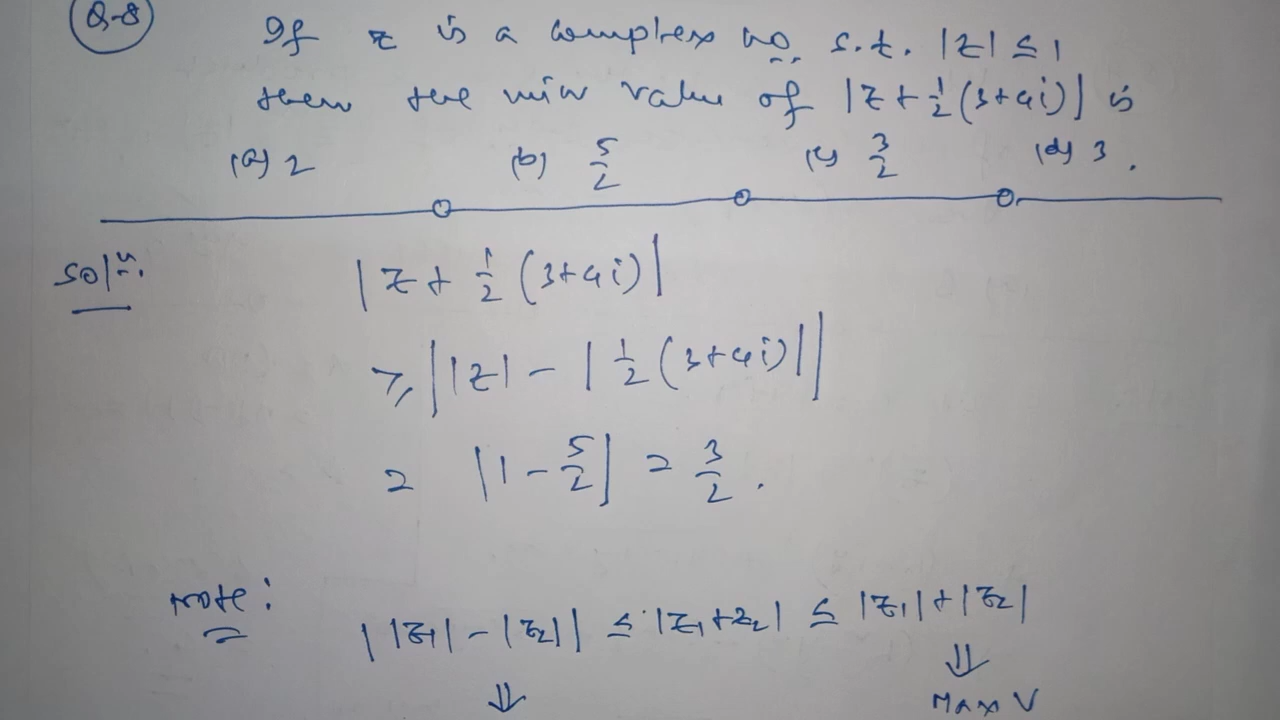 Q-8
If z is a complex no. s.t. |z| ≤ 1
then the min value of |z + 1/2 (3+4i)| is
(a) 2 (b) 5/2 (c) 3/2 (d) 3.
Solⁿ:
|z + 1/2 (3+4i)|
≥ ||z| - |1/2 (3+4i)||
= |1 - 5/2| = 3/2.
Note:
||z₁| - |z₂|| ≤ |z₁+z₂| ≤ |z₁| + |z₂|
⇓ ⇓
Max V